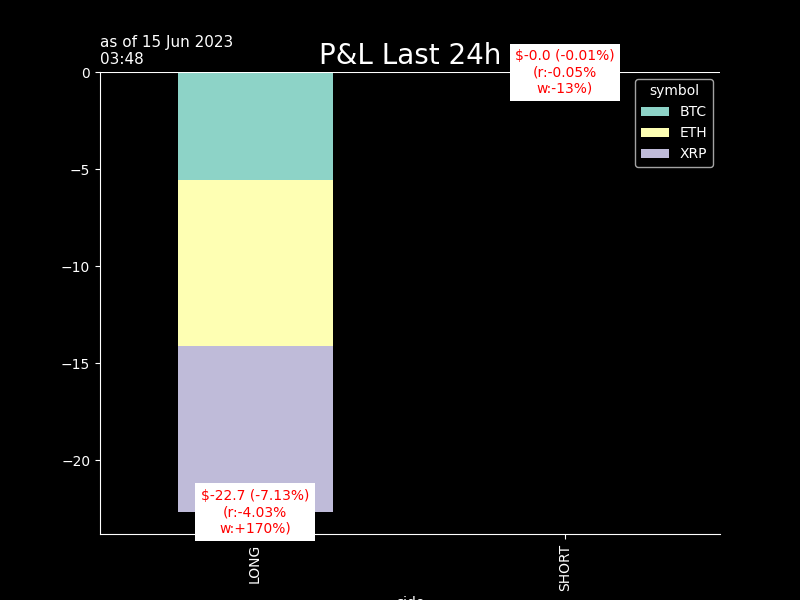 as of 15 Jun 2023
03:48
P&L Last 24h
$-0.0 (-0.01%)
(r:-0.05%
w:-13%)
symbol
BTC
ETH
XRP
0
−5
−10
−15
−20
$-22.7 (-7.13%)
(r:-4.03%
w:+170%)
LONG
SHORT
side